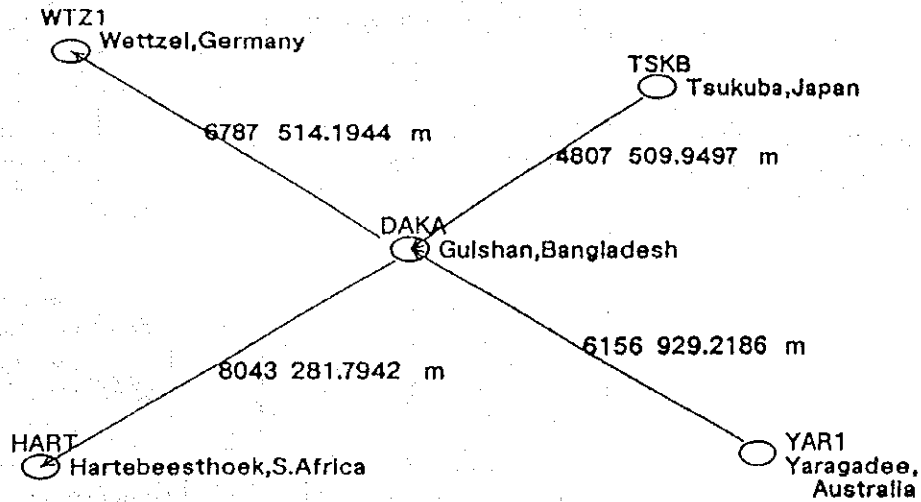 WTZ1
Wettzel,Germany
TSKB
Tsukuba,Japan
6787 514.1944 m
4807 509.9497 m
DAKA
Gulshan,Bangladesh
6156 929.2186 m
8043 281.7942 m
HART
Hartebeesthoek,S.Africa
YAR1
Yaragadee,
Australia